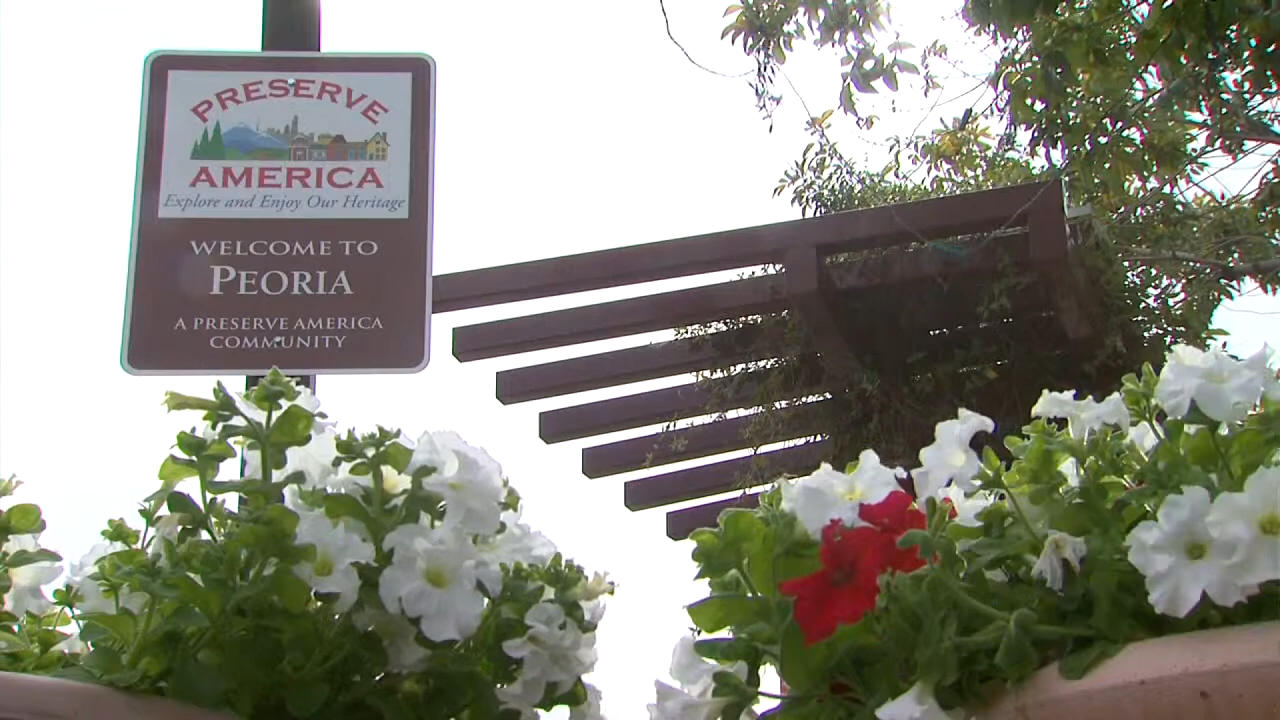 PRESERVE
AMERICA
Explore and Enjoy Our Heritage
WELCOME TO
PEORIA
A PRESERVE AMERICA
COMMUNITY